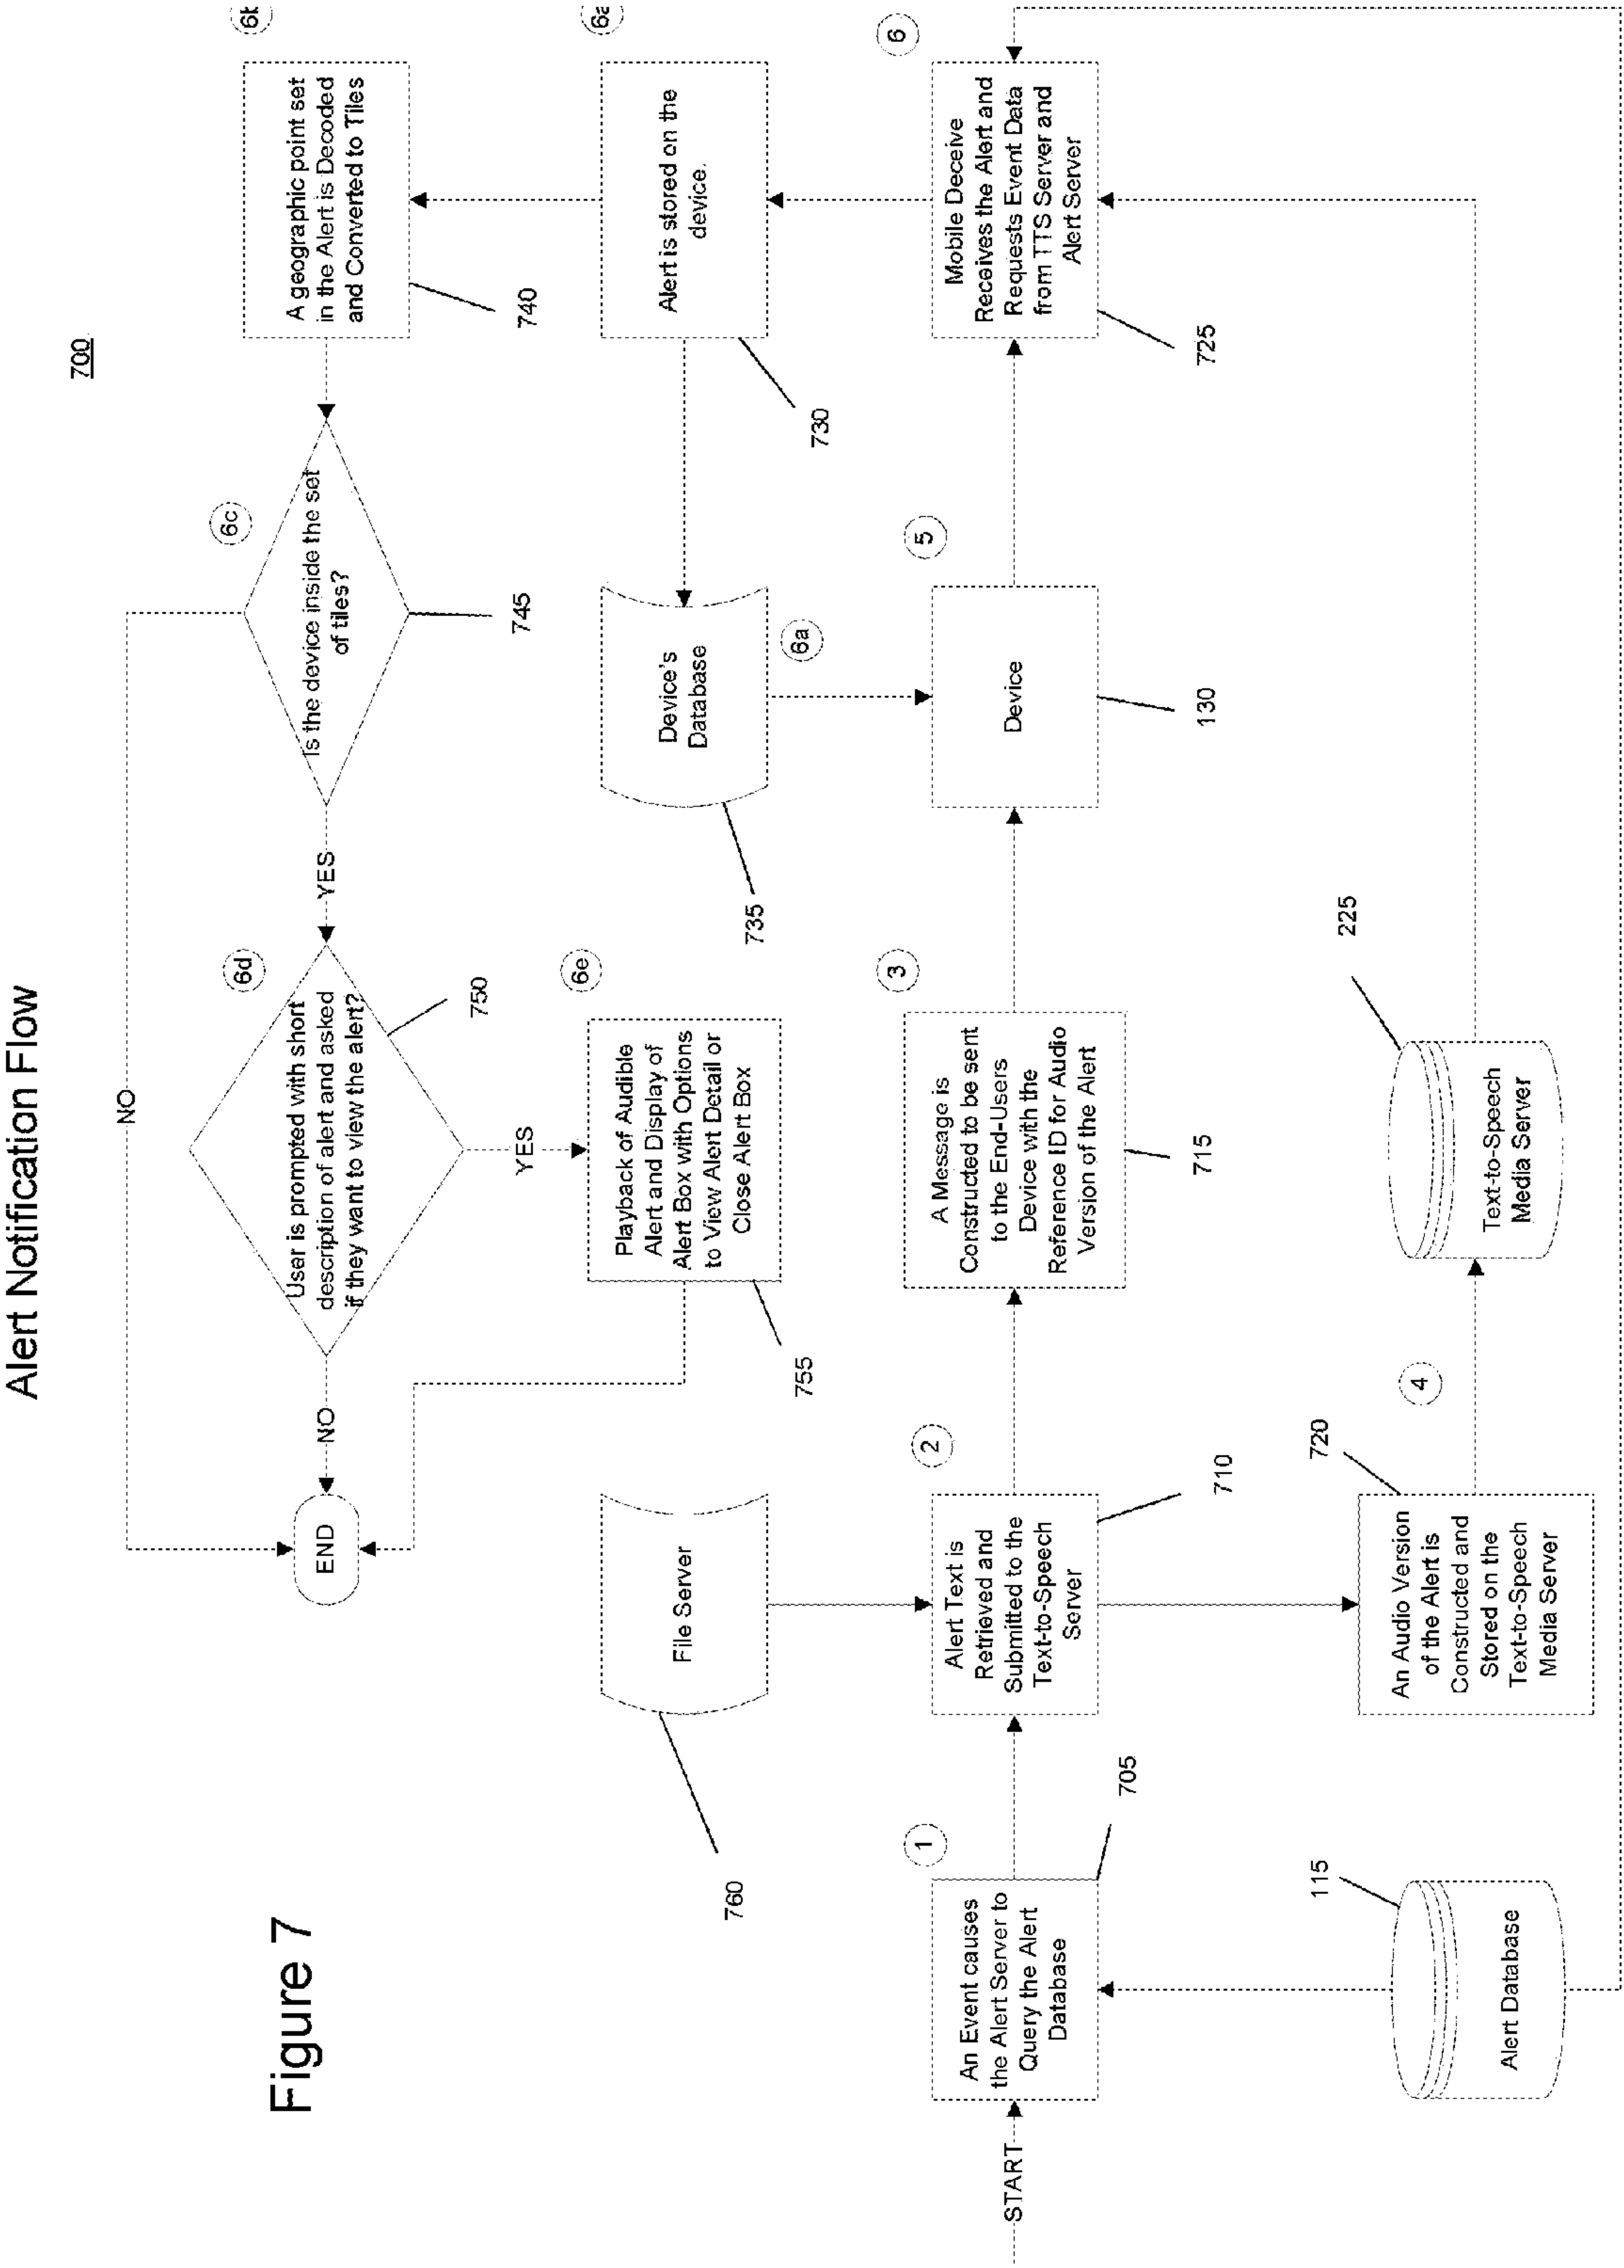 Alert Notification Flow
Figure 7
700
START
1
An Event causes
the Alert Server to
Query the Alert
Database
705
Alert Database
115
File Server
760
2
Alert Text is
Retrieved and
Submitted to the
Text-to-Speech
Server
710
An Audio Version
of the Alert is
Constructed and
Stored on the
Text-to-Speech
Media Server
720
4
Text-to-Speech
Media Server
225
3
A Message is
Constructed to be sent
to the End-Users
Device with the
Reference ID for Audio
Version of the Alert
715
5
Device
130
6
Mobile Deceive
Receives the Alert and
Requests Event Data
from TTS Server and
Alert Server
725
6a
Alert is stored on the
device.
730
Device's
Database
735
6a
6b
A geographic point set
in the Alert is Decoded
and Converted to Tiles
740
6c
Is the device inside the set
of tiles?
745
NO
YES
6d
User is prompted with short
description of alert and asked
if they want to view the alert?
750
NO
YES
6e
Playback of Audible
Alert and Display of
Alert Box with Options
to View Alert Detail or
Close Alert Box
755
END